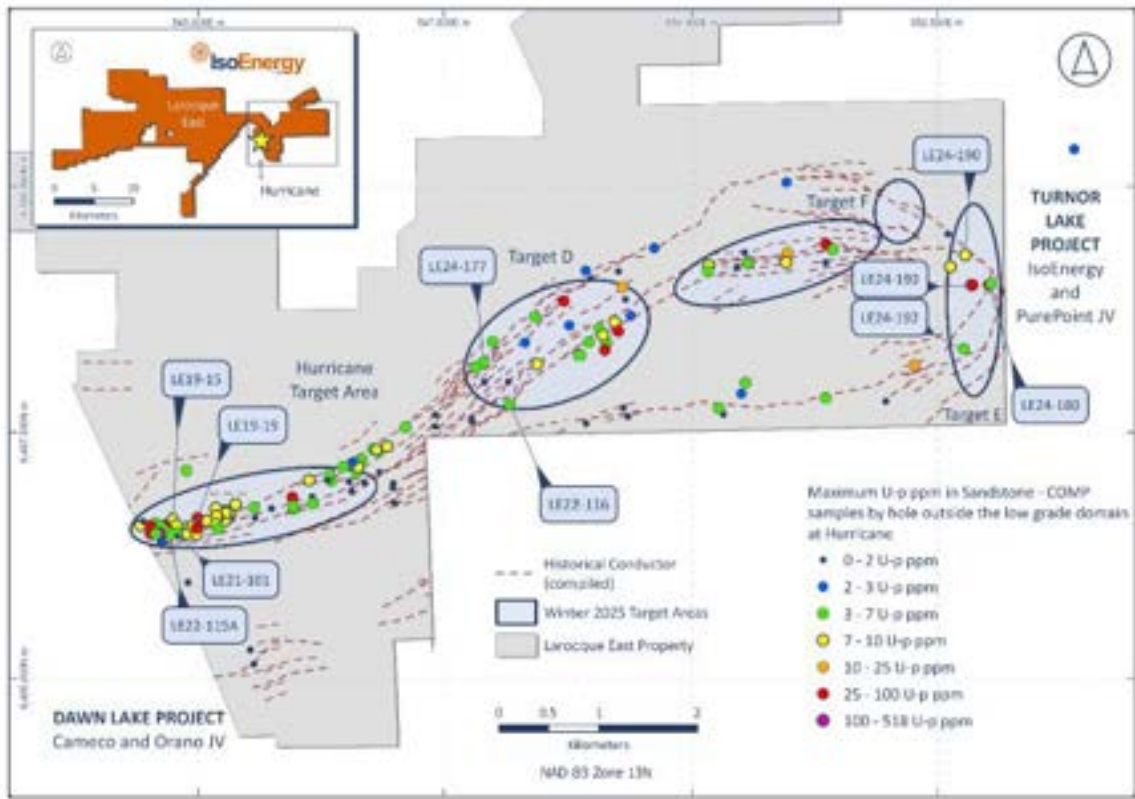 IsoEnergy
Larocque
East
Hurricane
0 5 10
Kilometers
LE24-190
Target F
TURNOR
LAKE
PROJECT
IsoEnergy
and
PurePoint JV
Target D
LE24-177
LE24-192
Hurricane
Target Area
LE19-15
LE19-19
Target E
LE24-180
LE22-116
LE21-101
LE22-115A
Maximum U-p ppm in Sandstone - COMP
samples by hole outside the low grade domain
at Hurricane
0 - 2 U-p ppm
2 - 3 U-p ppm
3 - 7 U-p ppm
7 - 10 U-p ppm
10 - 25 U-p ppm
25 - 100 U-p ppm
100 - 518 U-p ppm
Historical Conductor
(compiled)
Winter 2025 Target Areas
Larocque East Property
DAWN LAKE PROJECT
Cameco and Orano JV
0 0.5 1 2
Kilometers
NAD 83 Zone 13N